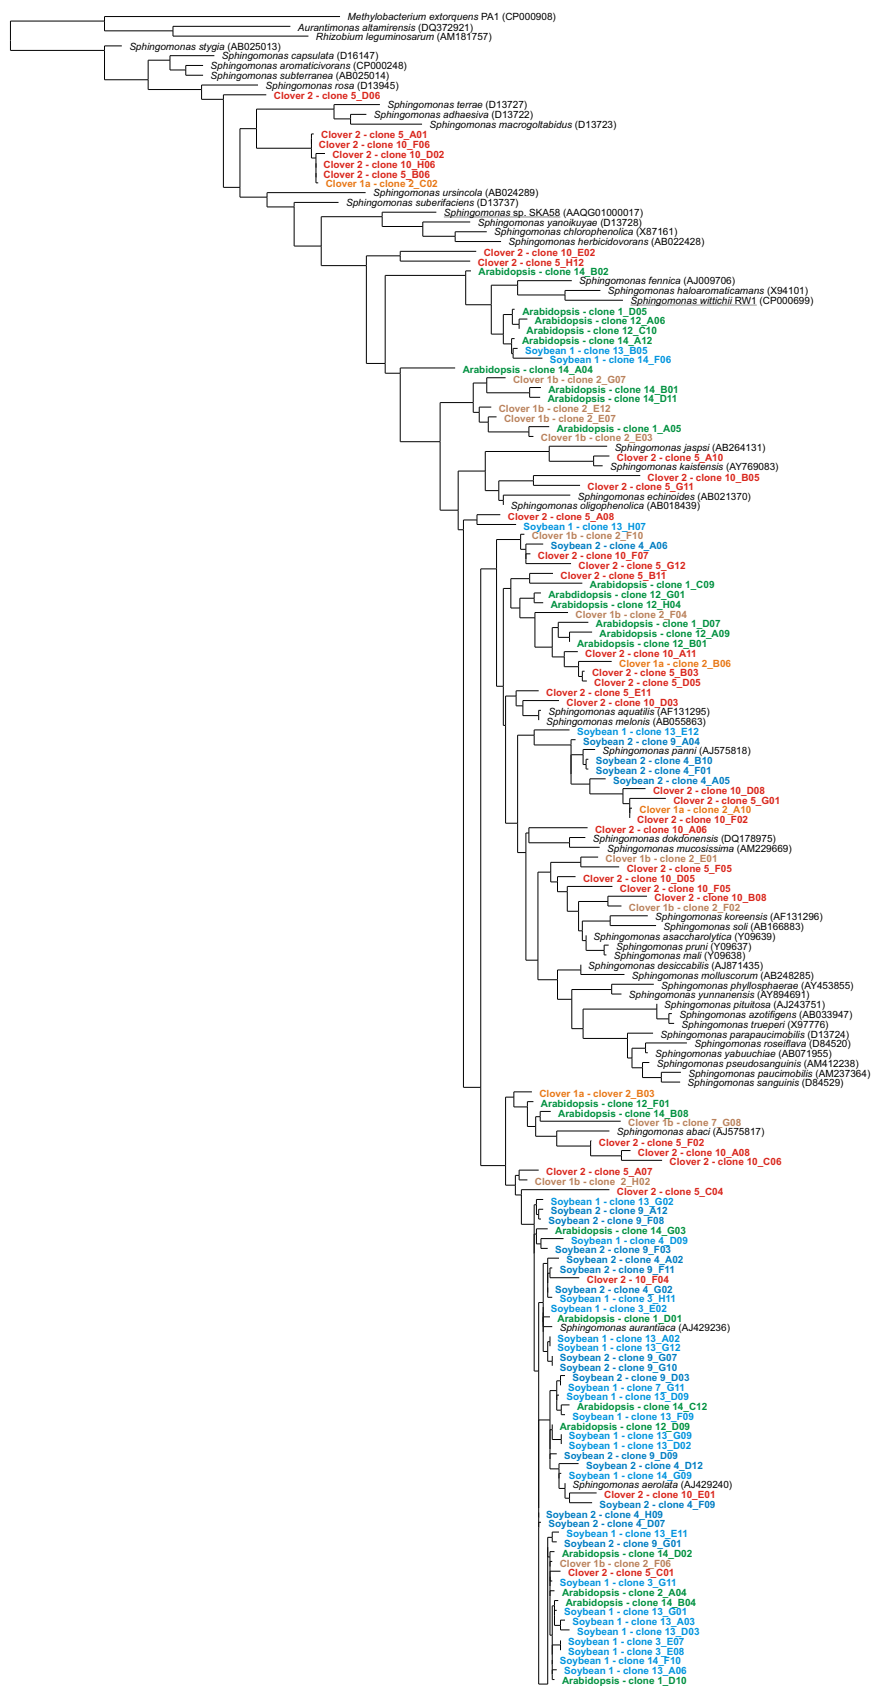 Methylobacterium extorquens PA1 (CP000908)
Aurantimonas altamirensis (DQ372921)
Rhizobium leguminosarum (AM181757)
Sphingomonas stygia (AB025013)
Sphingomonas capsulata (D16147)
Sphingomonas aromaticivorans (CP000248)
Sphingomonas subterranea (AB025014)
Sphingomonas rosa (D13945)
Clover 2 - clone 5_D06
Sphingomonas terrae (D13727)
Sphingomonas adhaesiva (D13722)
Sphingomonas macrogoltabidus (D13723)
Clover 2 - clone 5_A01
Clover 2 - clone 10_F06
Clover 2 - clone 10_D02
Clover 2 - clone 10_H06
Clover 2 - clone 5_B06
Clover 1a - clone 2_C02
Sphingomonas ursincola (AB024289)
Sphingomonas suberifaciens (D13737)
Sphingomonas sp. SKA58 (AAQG01000017)
Sphingomonas yanoikuyae (D13728)
Sphingomonas chlorophenolica (X87161)
Sphingomonas herbicidovorans (AB022428)
Clover 2 - clone 10_E02
Clover 2 - clone 5_H12
Arabidopsis - clone 14_B02
Sphingomonas fennica (AJ009706)
Sphingomonas haloaromaticamans (X94101)
Sphingomonas wittichii RW1 (CP000699)
Arabidopsis - clone 1_D05
Arabidopsis - clone 12_A06
Arabidopsis - clone 12_C10
Arabidopsis - clone 14_A12
Soybean 1 - clone 13_B05
Soybean 1 - clone 14_F06
Arabidopsis - clone 14_A04
Clover 1b - clone 2_G07
Arabidopsis - clone 14_B01
Arabidopsis - clone 14_D11
Clover 1b - clone 2_E12
Clover 1b - clone 2_E07
Arabidopsis - clone 1_A05
Clover 1b - clone 2_E03
Sphingomonas jaspsi (AB264131)
Clover 2 - clone 5_A10
Sphingomonas kaistensis (AY769083)
Clover 2 - clone 10_B05
Clover 2 - clone 5_G11
Sphingomonas echinoides (AB021370)
Sphingomonas oligophenolica (AB018439)
Clover 2 - clone 5_A08
Soybean 1 - clone 13_H07
Clover 1b - clone 2_F10
Soybean 2 - clone 4_A06
Clover 2 - clone 10_F07
Clover 2 - clone 5_G12
Clover 2 - clone 5_B11
Arabidopsis - clone 1_C09
Arabdidopsis - clone 12_G01
Arabidopsis - clone 12_H04
Clover 1b - clone 2_F04
Arabidopsis - clone 1_D07
Arabidopsis - clone 12_A09
Arabidopsis - clone 12_B01
Clover 2 - clone 10_A11
Clover 1a - clone 2_B06
Clover 2 - clone 5_B03
Clover 2 - clone 5_D05
Clover 2 - clone 5_E11
Clover 2 - clone 10_D03
Sphingomonas aquatilis (AF131295)
Sphingomonas melonis (AB055863)
Soybean 1 - clone 13_E12
Soybean 2 - clone 9_A04
Sphingomonas panni (AJ575818)
Soybean 2 - clone 4_B10
Soybean 2 - clone 4_F01
Soybean 2 - clone 4_A05
Clover 2 - clone 10_D08
Clover 2 - clone 5_G01
Clover 1a - clone 2_A10
Clover 2 - clone 10_F02
Clover 2 - clone 10_A06
Sphingomonas dokdonensis (DQ178975)
Sphingomonas mucosissima (AM229669)
Clover 1b - clone 2_E01
Clover 2 - clone 5_F05
Clover 2 - clone 10_D05
Clover 2 - clone 10_F05
Clover 2 - clone 10_B08
Clover 1b - clone 2_F02
Sphingomonas koreensis (AF131296)
Sphingomonas soli (AB166883)
Sphingomonas asaccharolytica (Y09639)
Sphingomonas pruni (Y09637)
Sphingomonas mali (Y09638)
Sphingomonas desiccabilis (AJ871435)
Sphingomonas molluscorum (AB248285)
Sphingomonas phyllosphaerae (AY453855)
Sphingomonas yunnanensis (AY894691)
Sphingomonas pituitosa (AJ243751)
Sphingomonas azotifigens (AB033947)
Sphingomonas trueperi (X97776)
Sphingomonas parapaucimobilis (D13724)
Sphingomonas roseiflava (D84520)
Sphingomonas yabuuchiae (AB071955)
Sphingomonas pseudosanguinis (AM412238)
Sphingomonas paucimobilis (AM237364)
Sphingomonas sanguinis (D84529)
Clover 1a - clover 2_B03
Arabidopsis - clone 12_F01
Arabidopsis - clone 14_B08
Clover 1b - clone 7_G08
Sphingomonas abaci (AJ575817)
Clover 2 - clone 5_F02
Clover 2 - clone 10_A08
Clover 2 - clone 10_C06
Clover 2 - clone 5_A07
Clover 1b - clone 2_H02
Clover 2 - clone 5_C04
Soybean 1 - clone 13_G02
Soybean 2 - clone 9_A12
Soybean 2 - clone 9_F08
Arabidopsis - clone 14_G03
Soybean 1 - clone 4_D09
Soybean 2 - clone 9_F03
Soybean 2 - clone 4_A02
Soybean 2 - clone 9_F11
Clover 2 - 10_F04
Soybean 2 - clone 4_G02
Soybean 1 - clone 3_H11
Soybean 1 - clone 3_E02
Arabidopsis - clone 1_D01
Sphingomonas aurantiaca (AJ429236)
Soybean 1 - clone 13_A02
Soybean 1 - clone 13_G12
Soybean 2 - clone 9_G07
Soybean 2 - clone 9_G10
Soybean 2 - clone 9_D03
Soybean 1 - clone 7_G11
Soybean 1 - clone 13_D09
Arabidopsis - clone 14_C12
Soybean 1 - clone 13_F09
Arabidopsis - clone 12_D09
Soybean 1 - clone 13_G09
Soybean 1 - clone 13_D02
Soybean 2 - clone 9_D09
Soybean 2 - clone 4_D12
Soybean 1 - clone 14_G09
Sphingomonas aerolata (AJ429240)
Clover 2 - clone 10_E01
Soybean 2 - clone 4_F09
Soybean 2 - clone 4_H09
Soybean 2 - clone 4_D07
Soybean 1 - clone 13_E11
Soybean 2 - clone 9_G01
Arabidopsis - clone 14_D02
Clover 1b - clone 2_F06
Clover 2 - clone 5_C01
Soybean 1 - clone 3_G11
Arabidopsis - clone 2_A04
Arabidopsis - clone 14_B04
Soybean 1 - clone 13_G01
Soybean 1 - clone 13_A03
Soybean 1 - clone 13_D03
Soybean 1 - clone 3_E07
Soybean 1 - clone 3_E08
Soybean 1 - clone 14_F10
Soybean 1 - clone 13_A06
Arabidopsis - clone 1_D10